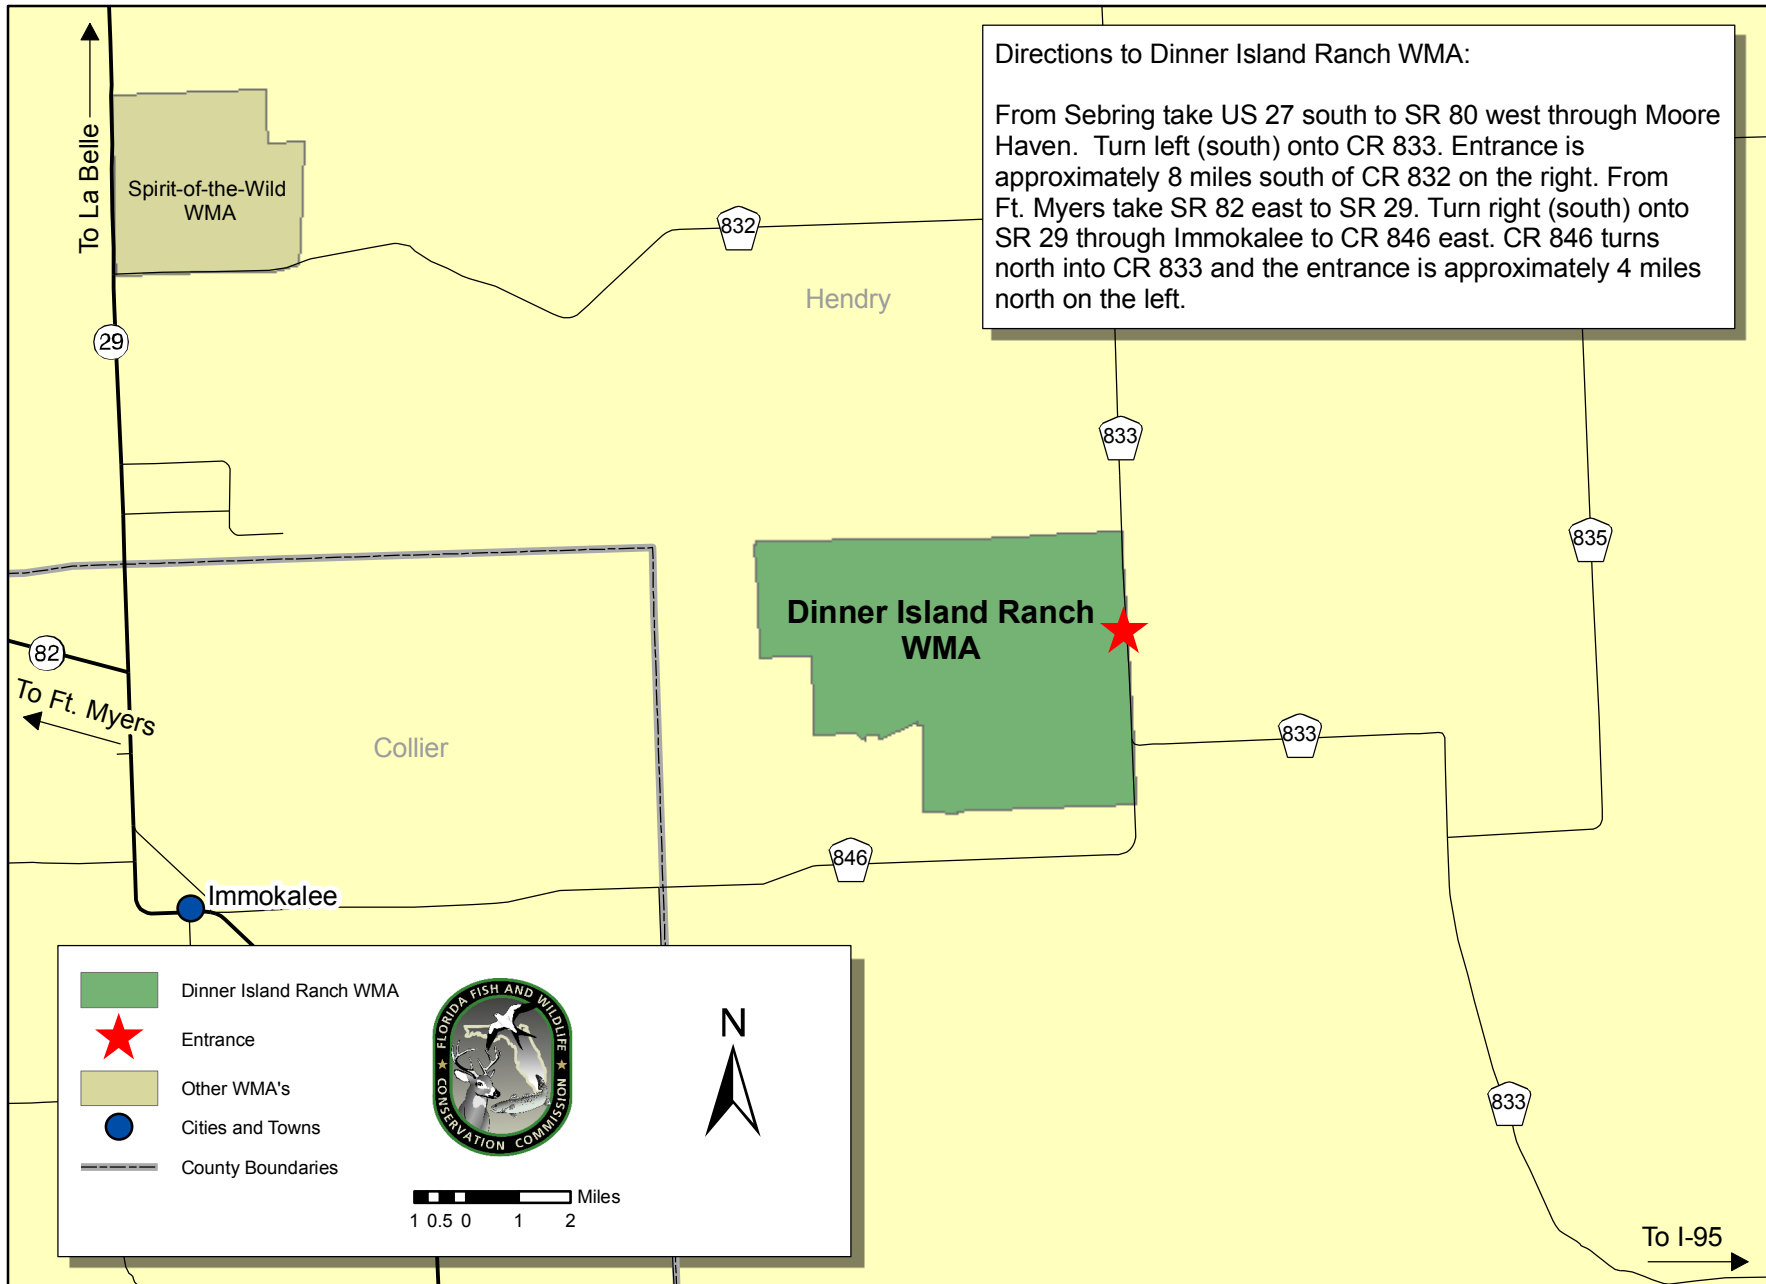 Directions to Dinner Island Ranch WMA:
From Sebring take US 27 south to SR 80 west through Moore
Haven.  Turn left (south) onto CR 833. Entrance is
approximately 8 miles south of CR 832 on the right. From
Ft. Myers take SR 82 east to SR 29. Turn right (south) onto
SR 29 through Immokalee to CR 846 east. CR 846 turns
north into CR 833 and the entrance is approximately 4 miles
north on the left.
To La Belle
Spirit-of-the-Wild
WMA
832
Hendry
29
833
835
Dinner Island Ranch
WMA
82
To Ft. Myers
Collier
833
846
Immokalee
Dinner Island Ranch WMA
Entrance
Other WMA's
Cities and Towns
County Boundaries
FLORIDA FISH AND WILDLIFE
CONSERVATION COMMISSION
N
Miles
1 0.5 0 1 2
833
To I-95